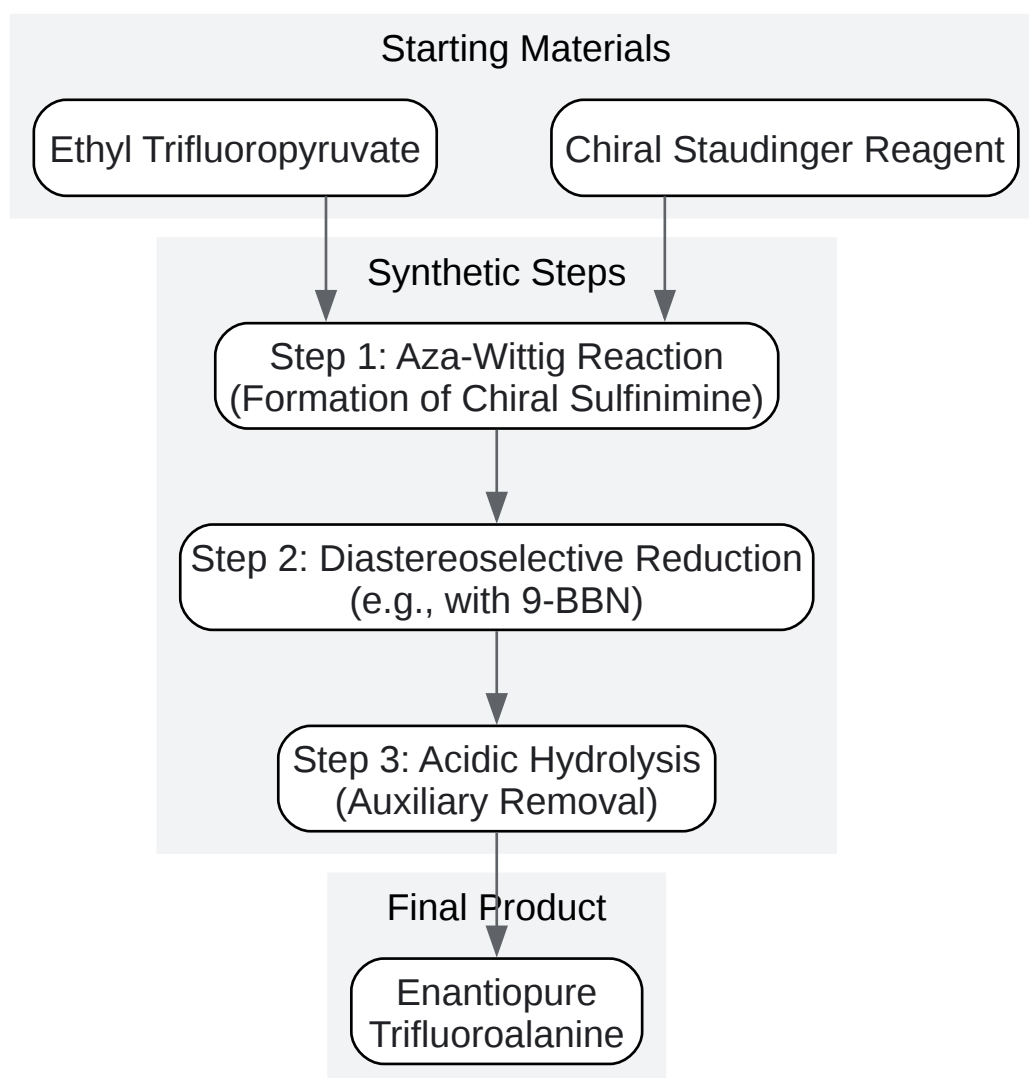 Starting Materials
Ethyl Trifluoropyruvate
Chiral Staudinger Reagent
Synthetic Steps
Step 1: Aza-Wittig Reaction
(Formation of Chiral Sulfinimine)
Step 2: Diastereoselective Reduction
(e.g., with 9-BBN)
Step 3: Acidic Hydrolysis
(Auxiliary Removal)
Final Product
Enantiopure
Trifluoroalanine